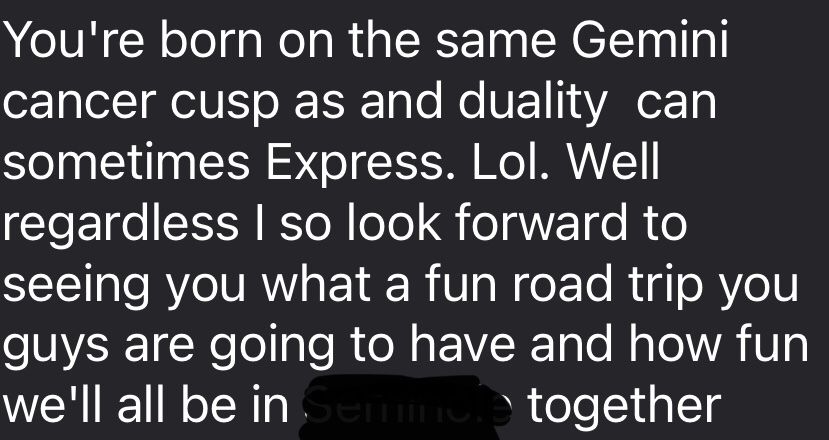 You're born on the same Gemini
cancer cusp as and duality  can
sometimes Express. Lol. Well
regardless I so look forward to
seeing you what a fun road trip you
guys are going to have and how fun
we'll all be in together